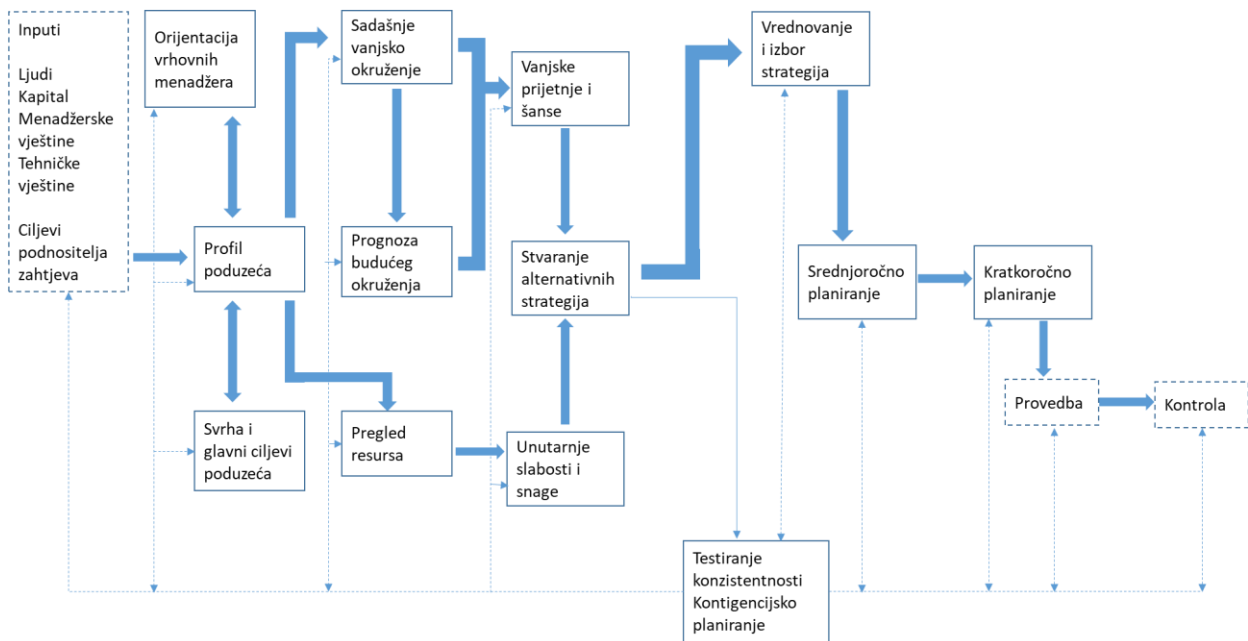 Inputi
Ljudi
Kapital
Menadžerske
vještine
Tehničke
vještine
Ciljevi
podnositelja
zahtjeva
Orijentacija
vrhovnih
menadžera
Profil
poduzeća
Svrha i
glavni ciljevi
poduzeća
Sadašnje
vanjsko
okruženje
Prognoza
budućeg
okruženja
Pregled
resursa
Vanjske
prijetnje i
šanse
Stvaranje
alternativnih
strategija
Unutarnje
slabosti i
snage
Vrednovanje
i izbor
strategija
Srednjoročno
planiranje
Kratkoročno
planiranje
Provedba
Kontrola
Testiranje
konzistentnosti
Kontigencijsko
planiranje